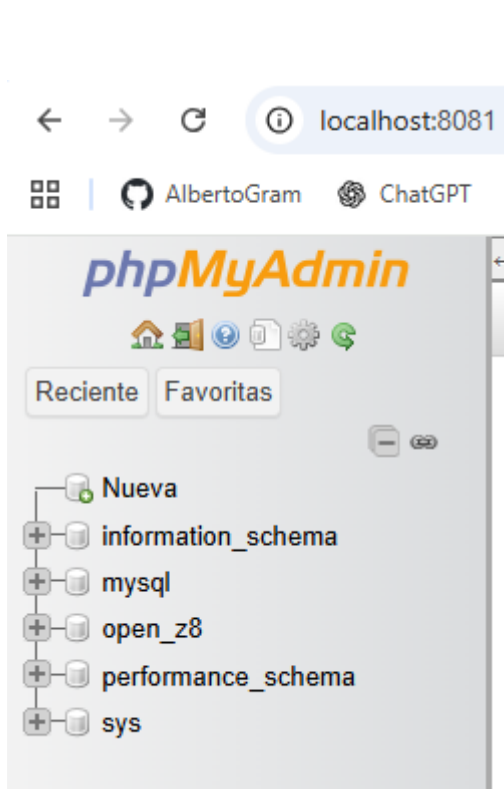 localhost:8081
AlbertoGram ChatGPT
phpMyAdmin
Reciente Favoritas
Nueva
information_schema
mysql
open_z8
performance_schema
sys